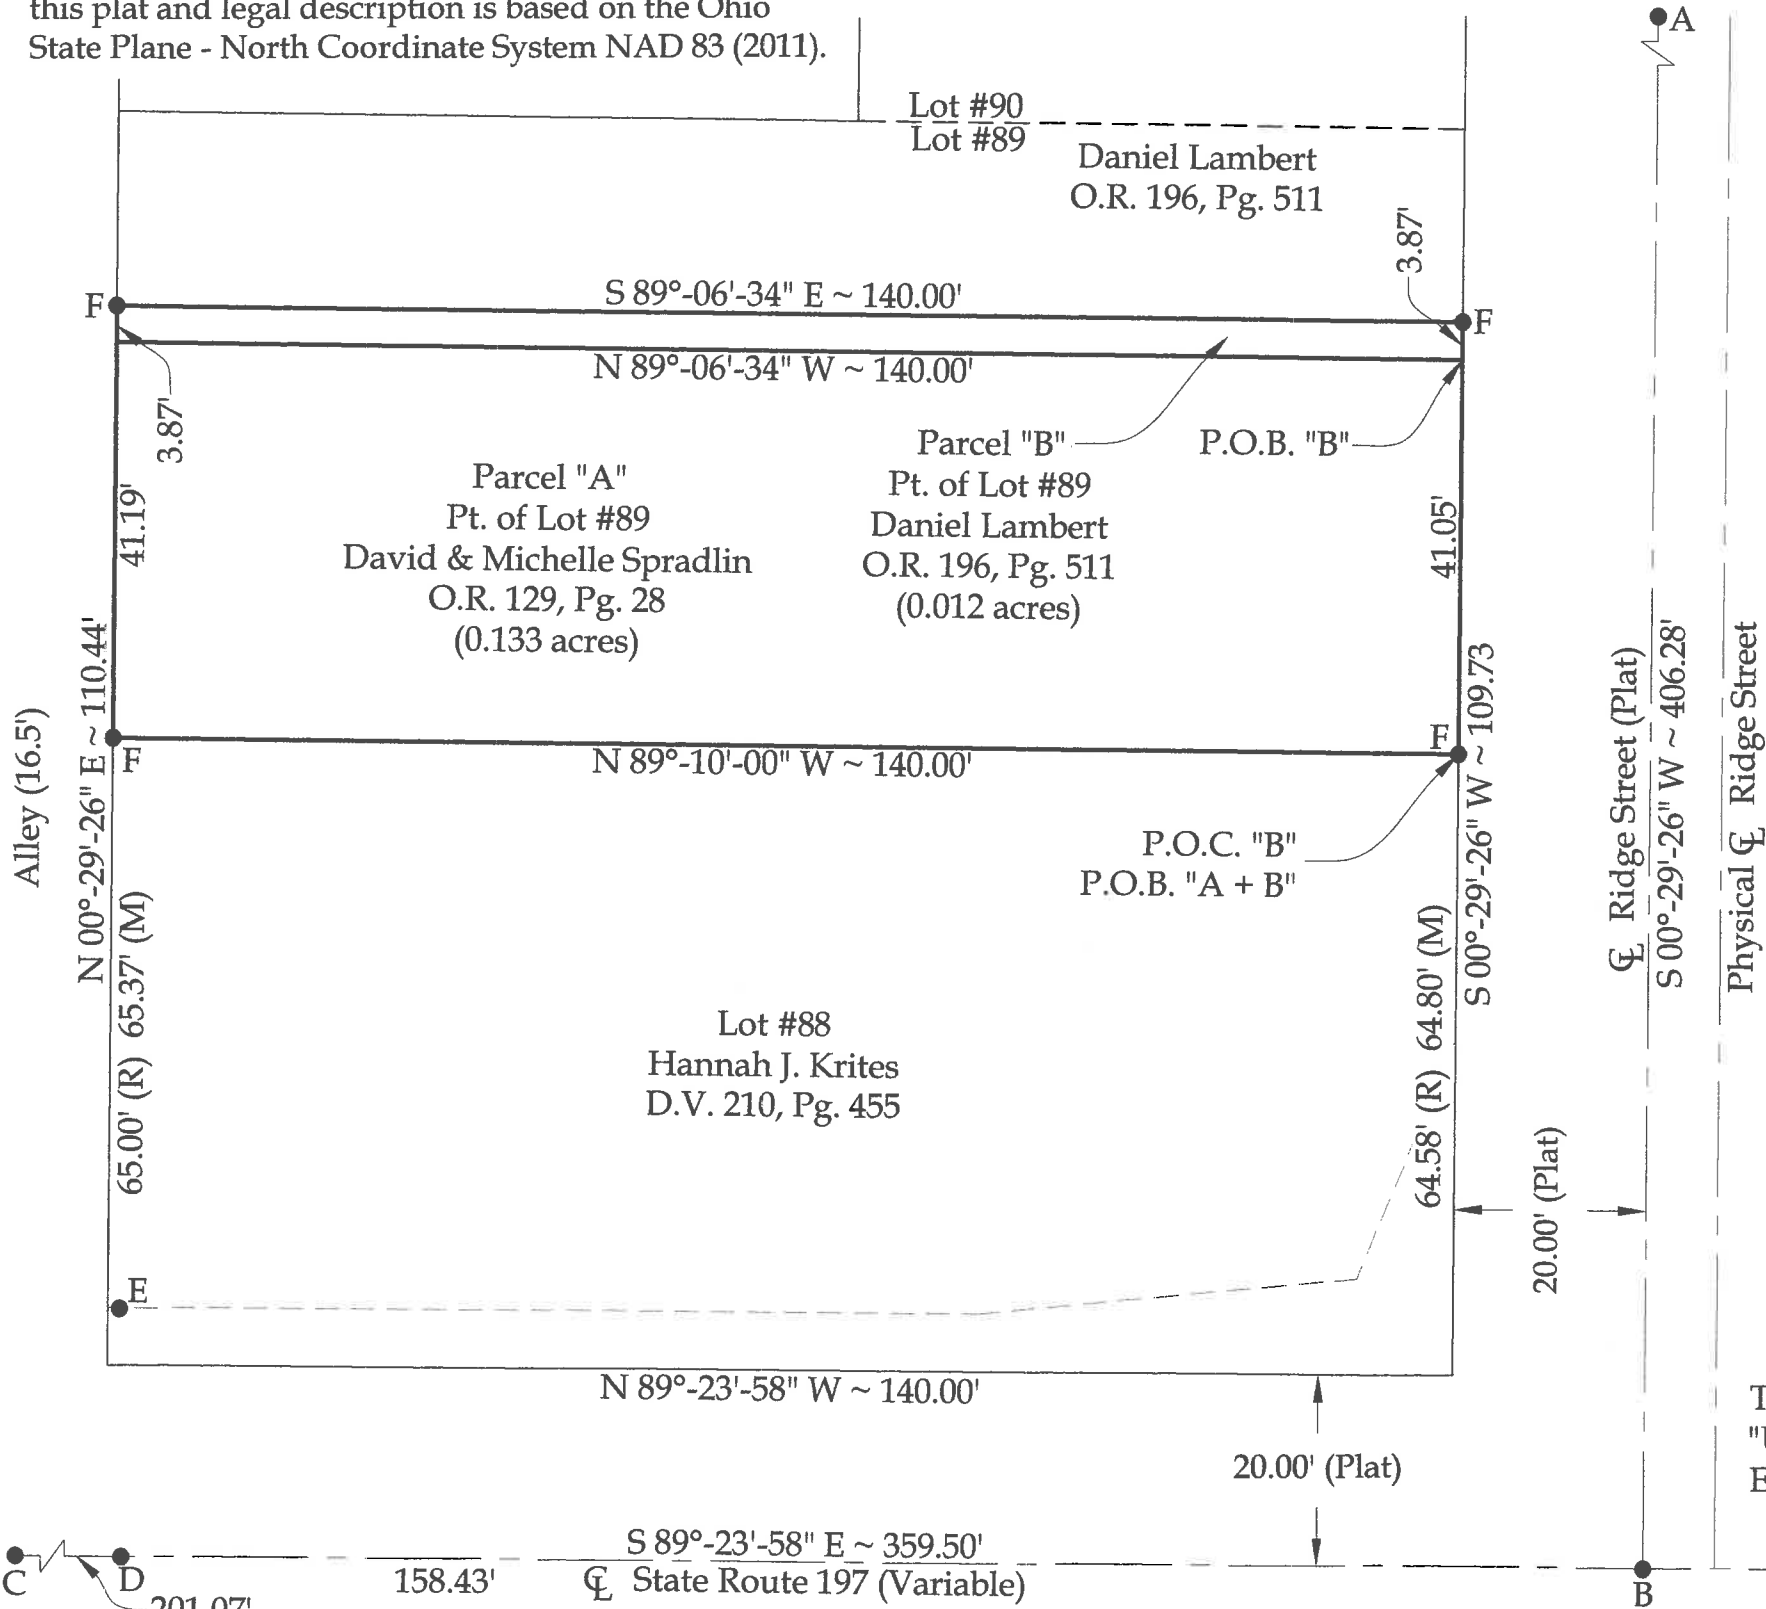 this plat and legal description is based on the Ohio
State Plane - North Coordinate System NAD 83 (2011).
A
Lot #90
Lot #89
Daniel Lambert
O.R. 196, Pg. 511
3.87'
S 89°-06'-34" E ~ 140.00'
F
F
N 89°-06'-34" W ~ 140.00'
3.87'
Parcel "B"
P.O.B. "B"
Pt. of Lot #89
Daniel Lambert
O.R. 196, Pg. 511
(0.012 acres)
Parcel "A"
Pt. of Lot #89
David & Michelle Spradlin
O.R. 129, Pg. 28
(0.133 acres)
41.19'
41.05'
Alley (16.5')
N 00°-29'-26" E ~ 110.44'
F
F
N 89°-10'-00" W ~ 140.00'
S 00°-29'-26" W ~ 109.73
℄ Ridge Street (Plat)
S 00°-29'-26" W ~ 406.28'
Physical ℄ Ridge Street
P.O.C. "B"
P.O.B. "A + B"
65.00' (R) 65.37' (M)
64.58' (R) 64.80' (M)
Lot #88
Hannah J. Krites
D.V. 210, Pg. 455
20.00' (Plat)
E
N 89°-23'-58" W ~ 140.00'
20.00' (Plat)
S 89°-23'-58" E ~ 359.50'
C
D
158.43'
℄ State Route 197 (Variable)
B
201.07'